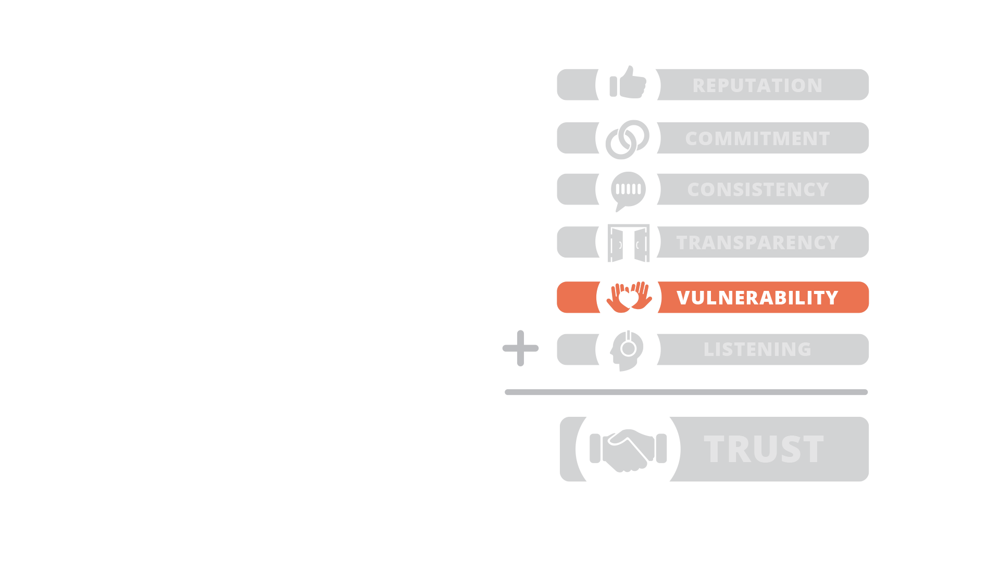 REPUTATION
COMMITMENT
CONSISTENCY
TRANSPARENCY
VULNERABILITY
+ LISTENING
TRUST